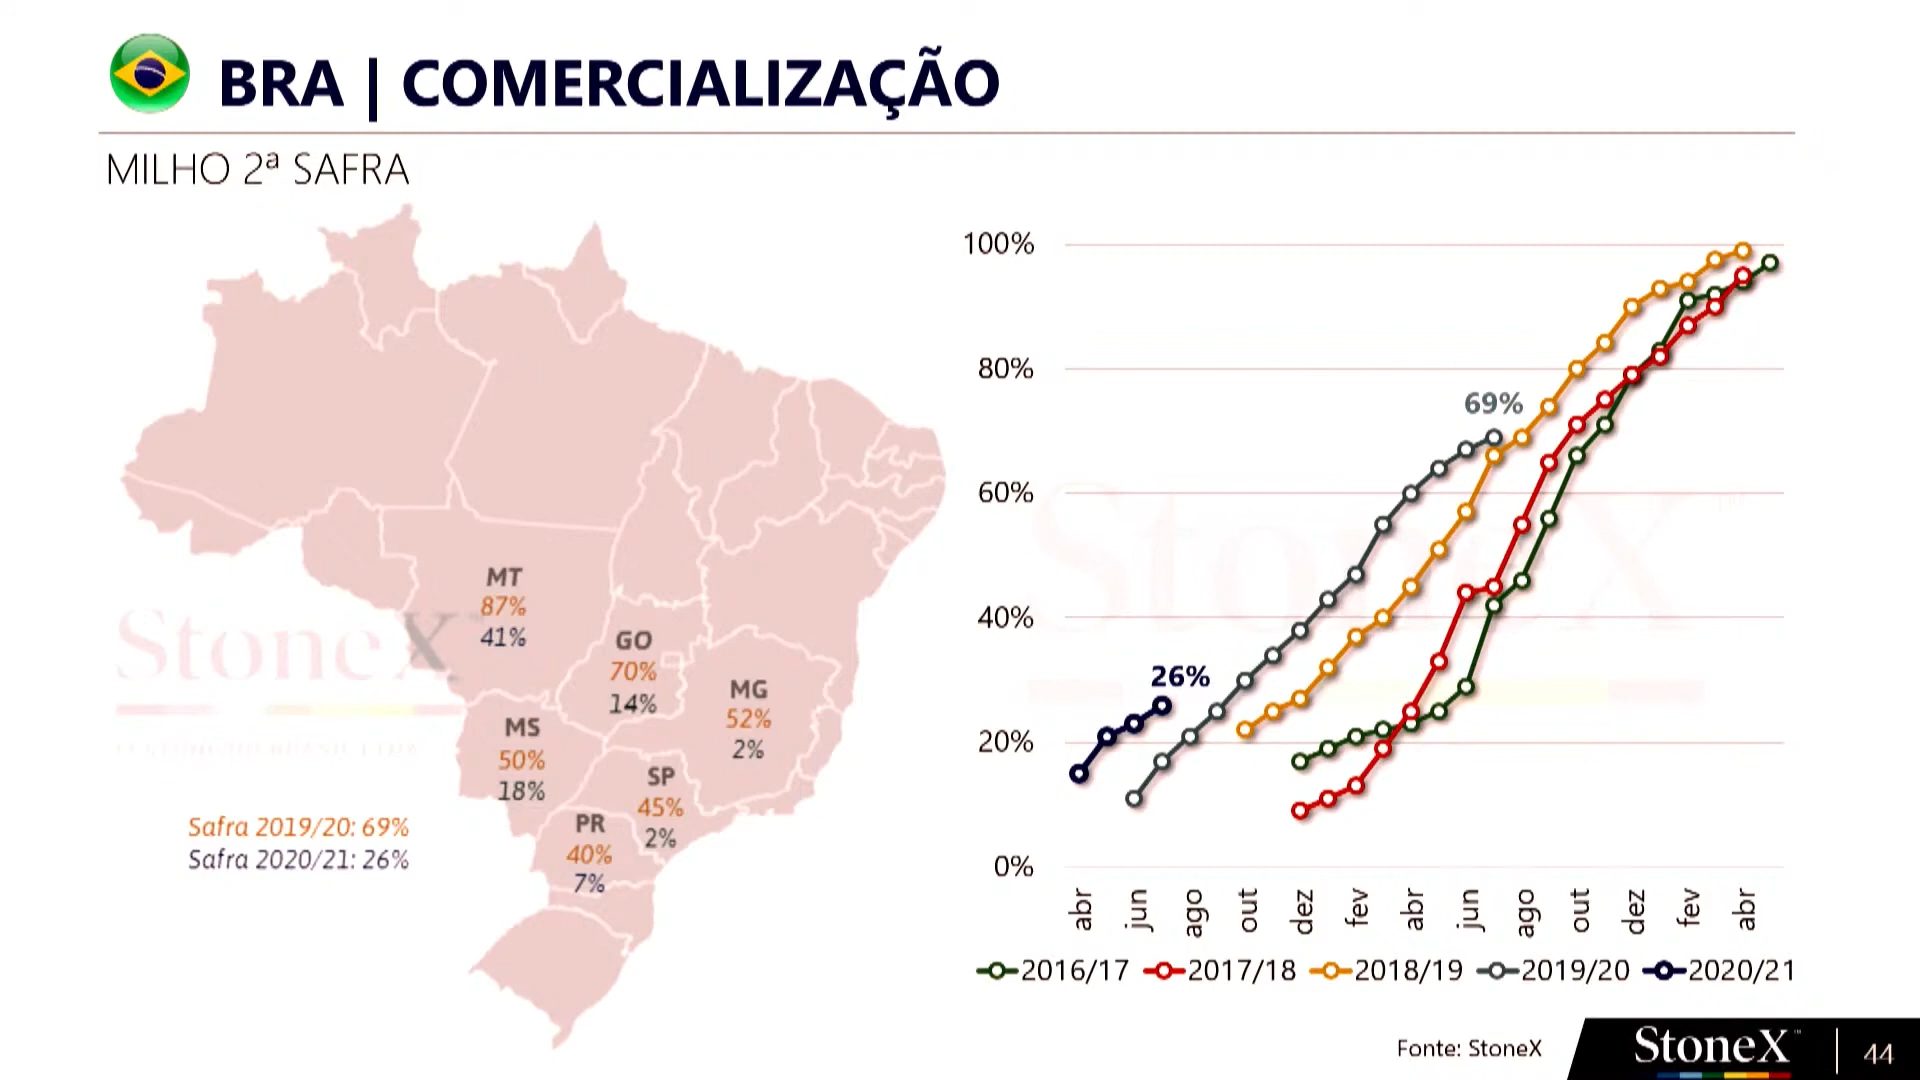 BRA | COMERCIALIZAÇÃO
MILHO 2ª SAFRA
MT
87%
41%
GO
70%
14%
MG
52%
2%
MS
50%
18%
SP
45%
2%
PR
40%
7%
Safra 2019/20: 69%
Safra 2020/21: 26%
StoneX™
100%
80%
60%
40%
20%
0%
69%
26%
StoneX™
abr jun ago out dez fev abr jun ago out dez fev abr
2016/17 2017/18 2018/19 2019/20 2020/21
Fonte: StoneX
StoneX™
44